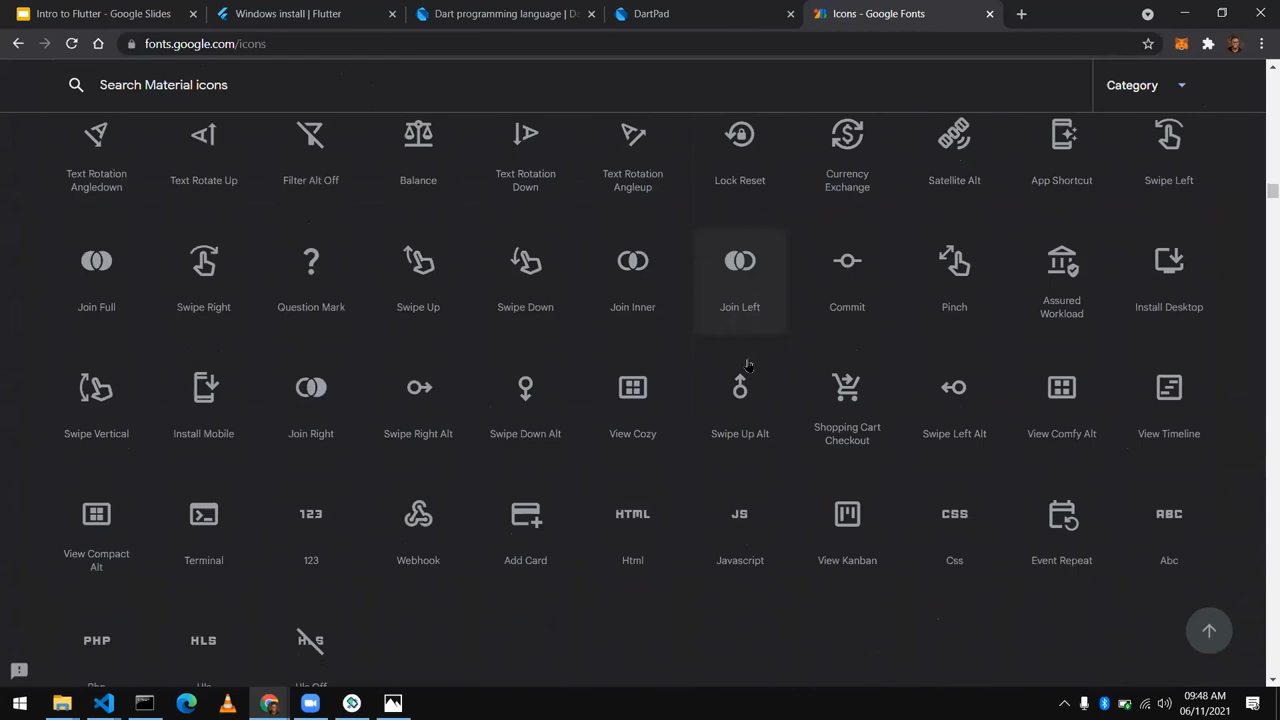 Intro to Flutter - Google Slides
Windows install | Flutter
Dart programming language | D
DartPad
Icons - Google Fonts
fonts.google.com/icons
Search Material icons
Category
Text Rotation
Angledown
Text Rotate Up
Filter Alt Off
Balance
Text Rotation
Down
Text Rotation
Angleup
Lock Reset
Currency
Exchange
Satellite Alt
App Shortcut
Swipe Left
Join Full
Swipe Right
?
Question Mark
Swipe Up
Swipe Down
Join Inner
Join Left
Commit
Pinch
Assured
Workload
Install Desktop
Swipe Vertical
Install Mobile
Join Right
Swipe Right Alt
Swipe Down Alt
View Cozy
Swipe Up Alt
Shopping Cart
Checkout
Swipe Left Alt
View Comfy Alt
View Timeline
123
HTML
JS
CSS
ABC
View Compact
Alt
Terminal
123
Webhook
Add Card
Html
Javascript
View Kanban
Css
Event Repeat
Abc
PHP
HLS
HLS
09:48 AM
06/11/2021